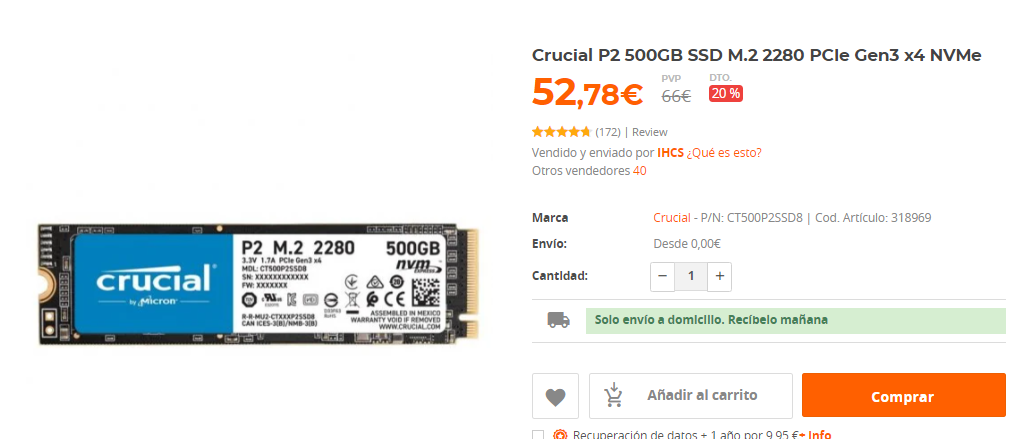 Crucial P2 500GB SSD M.2 2280 PCIe Gen3 x4 NVMe
52,78€
PVP
66€
DTO.
20 %
(172) | Review
Vendido y enviado por IHCS ¿Qué es esto?
Otros vendedores 40
Marca
Crucial - P/N: CT500P2SSD8 | Cod. Artículo: 318969
Envío:
Desde 0,00€
Cantidad:
− 1 +
Solo envío a domicilio. Recíbelo mañana
Añadir al carrito
Comprar
Recuperación de datos + 1 año por 9,95 €+ Info
crucial
by Micron
P2 M.2 2280
500GB
3.3V 1.7A PCIe Gen3 x4
MDL: CT500P2SSD8
SN: XXXXXXXXXXXX
FW: XXXXXXX
nvm
EXPRESS
R-R-MU2-CTXXXP2SSD8
CAN ICES-3(B)/NMB-3(B)
ASSEMBLED IN MEXICO
WARRANTY VOID IF REMOVED
WWW.CRUCIAL.COM